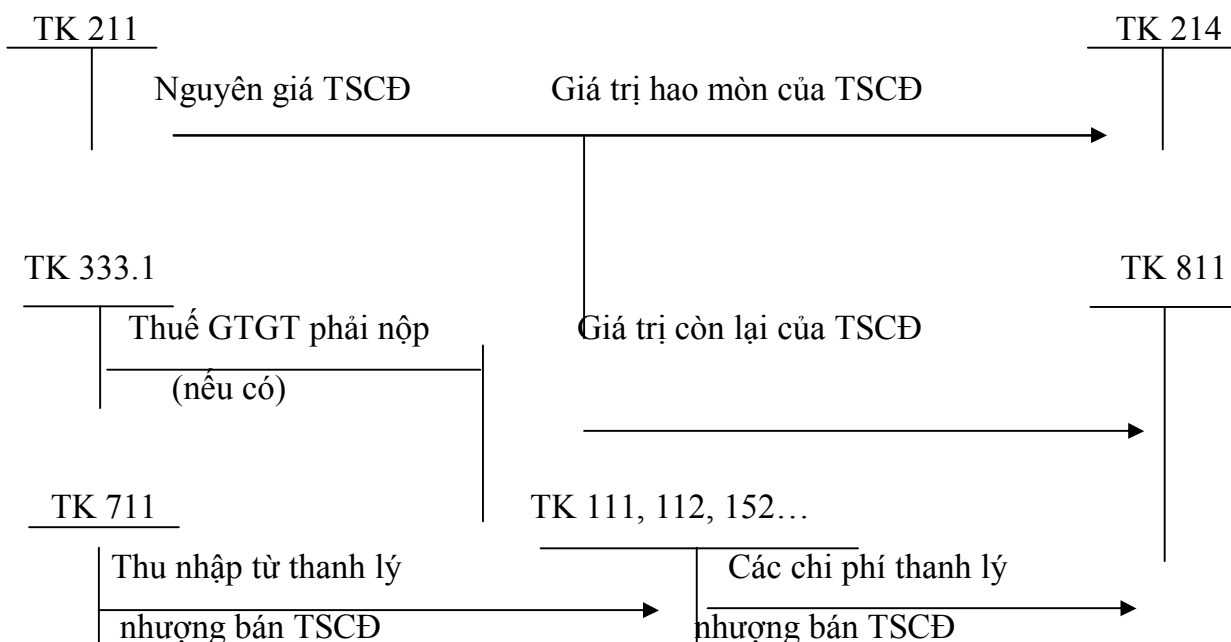 TK 211
TK 214
Nguyên giá TSCĐ
Giá trị hao mòn của TSCĐ
TK 333.1
TK 811
Thuế GTGT phải nộp
Giá trị còn lại của TSCĐ
(nếu có)
TK 711
TK 111, 112, 152…
Thu nhập từ thanh lý
Các chi phí thanh lý
nhượng bán TSCĐ
nhượng bán TSCĐ